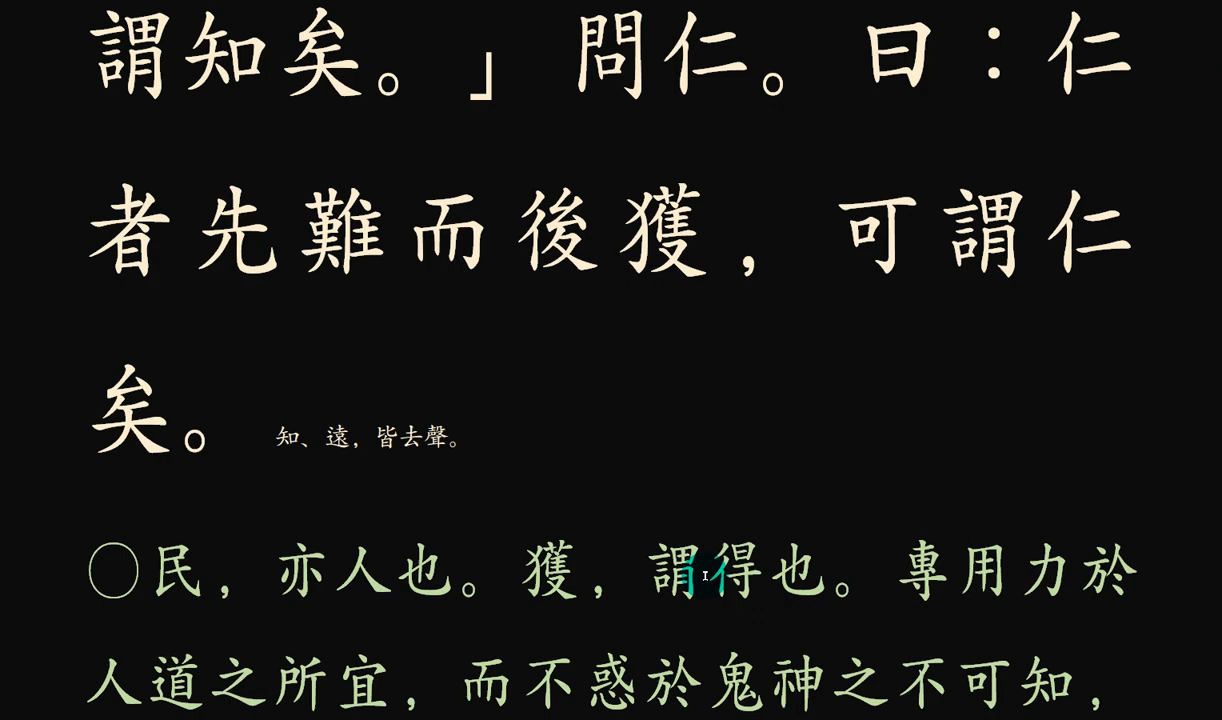 謂知矣。」問仁。曰：仁
者先難而後獲，可謂仁
矣。 知、遠，皆去聲。
○民，亦人也。獲，謂得也。專用力於
人道之所宜，而不惑於鬼神之不可知，